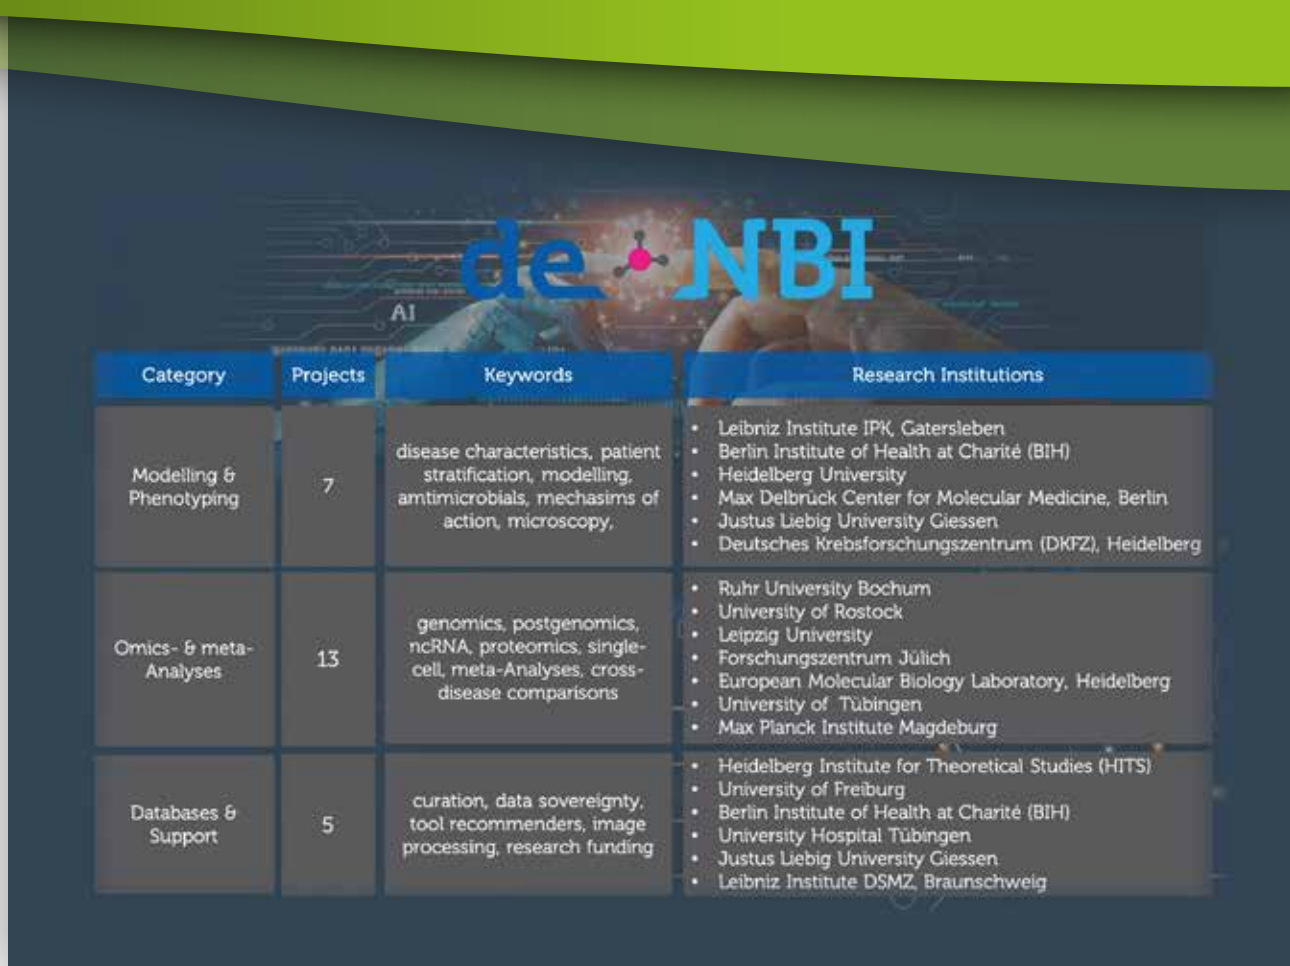 de NBI
AI
Category
Projects
Keywords
Research Institutions
Modelling &
Phenotyping
7
disease characteristics, patient
stratification, modelling,
amtimicrobials, mechasims of
action, microscopy,
• Leibniz Institute IPK, Gatersleben
• Berlin Institute of Health at Charité (BIH)
• Heidelberg University
• Max Delbrück Center for Molecular Medicine, Berlin
• Justus Liebig University Giessen
• Deutsches Krebsforschungszentrum (DKFZ), Heidelberg
Omics- & meta-
Analyses
13
genomics, postgenomics,
ncRNA, proteomics, single-
cell, meta-Analyses, cross-
disease comparisons
• Ruhr University Bochum
• University of Rostock
• Leipzig University
• Forschungszentrum Jülich
• European Molecular Biology Laboratory, Heidelberg
• University of Tübingen
• Max Planck Institute Magdeburg
Databases &
Support
5
curation, data sovereignty,
tool recommenders, image
processing, research funding
• Heidelberg Institute for Theoretical Studies (HITS)
• University of Freiburg
• Berlin Institute of Health at Charité (BIH)
• University Hospital Tübingen
• Justus Liebig University Giessen
• Leibniz Institute DSMZ, Braunschweig